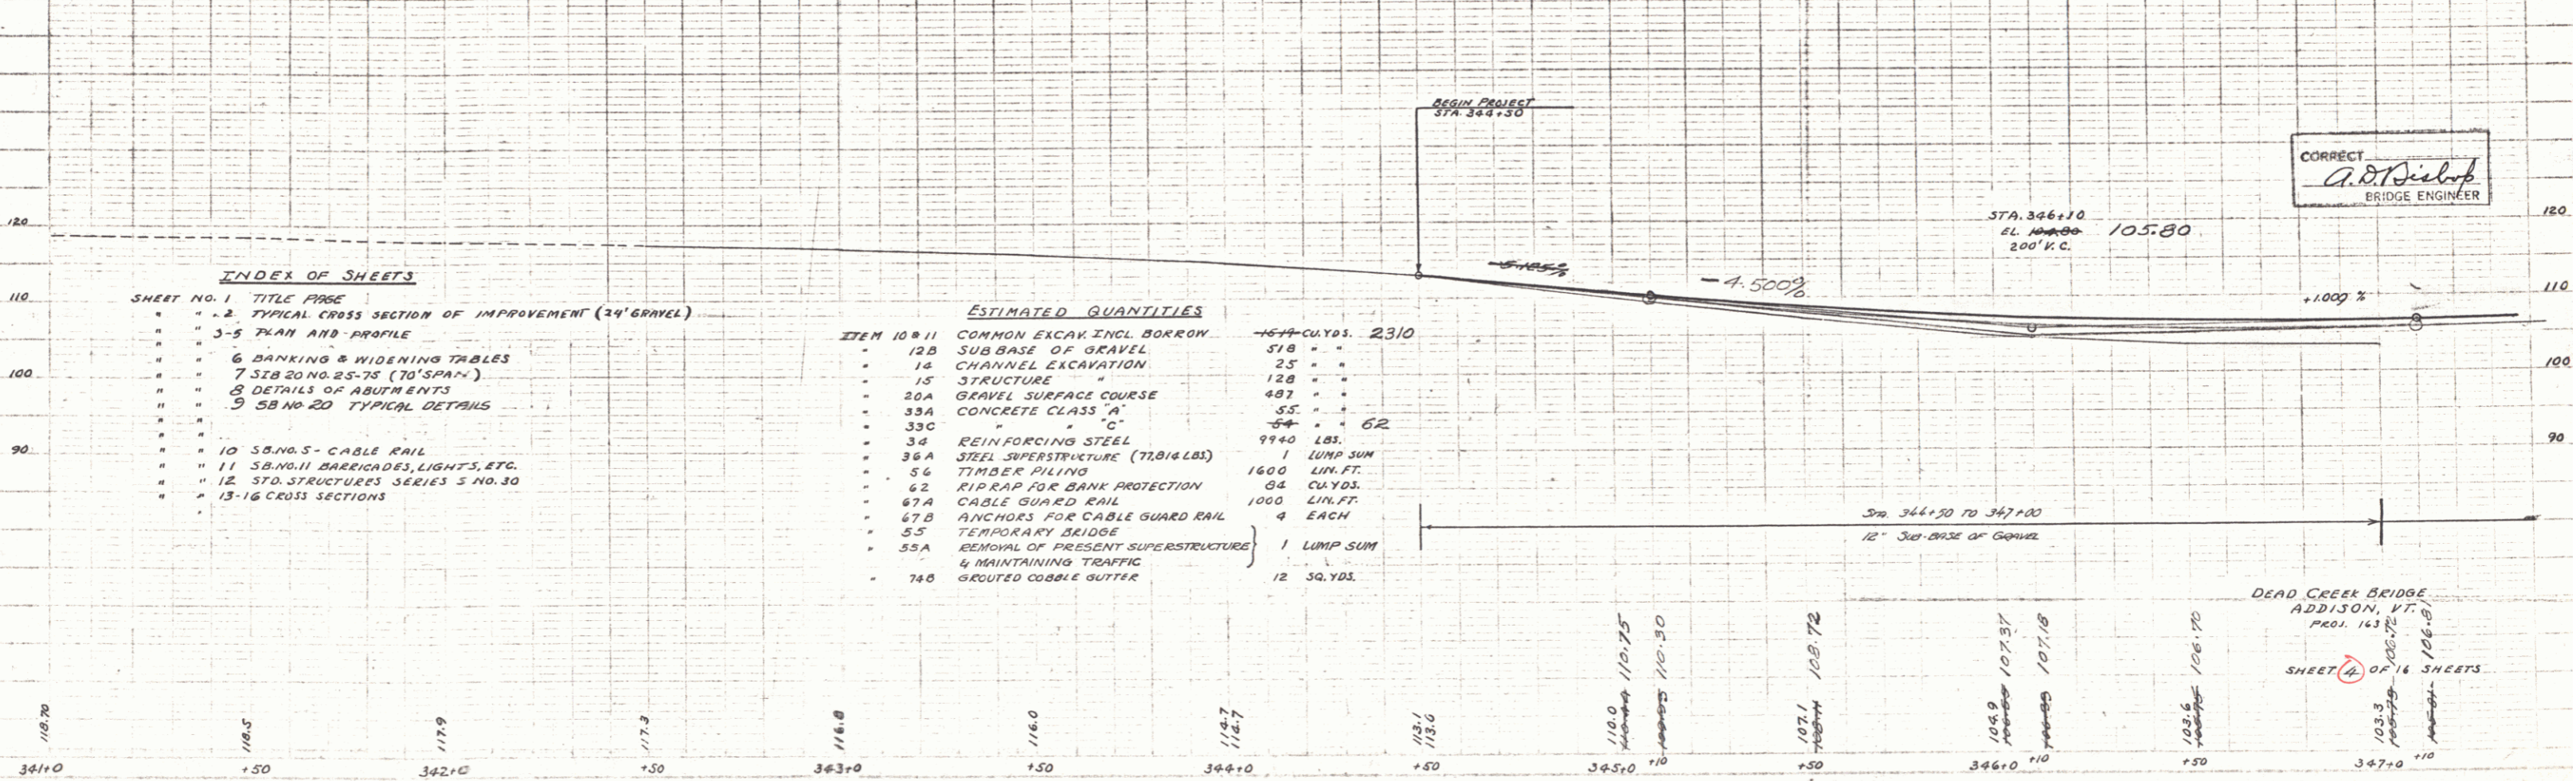 BEGIN PROJECT
STA. 344+50
CORRECT
A.D. Bishop
BRIDGE ENGINEER
120
120
STA. 346+10
EL. 104.80 105.80
200' V.C.
-5.125%
-4.500%
+1.009 %
110
110
100
100
90
90
INDEX OF SHEETS
SHEET NO. 1 TITLE PAGE
" " 2 TYPICAL CROSS SECTION OF IMPROVEMENT (24' GRAVEL)
" " 3-5 PLAN AND PROFILE
" "
" " 6 BANKING & WIDENING TABLES
" " 7 SIB 20 NO. 25-75 (70' SPAN)
" " 8 DETAILS OF ABUTMENTS
" " 9 SB NO. 20 TYPICAL DETAILS
" "
" "
" " 10 SB. NO. 5 - CABLE RAIL
" " 11 SB. NO. 11 BARRICADES, LIGHTS, ETC.
" " 12 STD. STRUCTURES SERIES S NO. 30
" " 13-16 CROSS SECTIONS
ESTIMATED QUANTITIES
ITEM 10 & 11 COMMON EXCAV. INCL. BORROW 1619 CU. YDS. 2310
" 12B SUB BASE OF GRAVEL 518 " "
" 14 CHANNEL EXCAVATION 25 " "
" 15 STRUCTURE " 128 " "
" 20A GRAVEL SURFACE COURSE 487 " "
" 33A CONCRETE CLASS "A" 55 " "
" 33C " " "C" 54 " " 62
" 34 REINFORCING STEEL 9940 LBS.
" 36A STEEL SUPERSTRUCTURE (77,814 LBS) 1 LUMP SUM
" 56 TIMBER PILING 1600 LIN. FT.
" 62 RIP RAP FOR BANK PROTECTION 84 CU. YDS.
" 67A CABLE GUARD RAIL 1000 LIN. FT.
" 67B ANCHORS FOR CABLE GUARD RAIL 4 EACH
" 55 TEMPORARY BRIDGE
" 55A REMOVAL OF PRESENT SUPERSTRUCTURE 1 LUMP SUM
& MAINTAINING TRAFFIC
" 74B GROUTED COBBLE GUTTER 12 SQ. YDS.
STA. 344+50 TO 347+00
12" SUB-BASE OF GRAVEL
DEAD CREEK BRIDGE
ADDISON, VT.
PROJ. 163
SHEET 4 OF 16 SHEETS
118.70
118.5
117.9
117.3
116.8
116.0
114.7
114.7
113.1
113.6
110.0
110.75
110.30
107.1
108.72
104.9
107.37
107.18
103.6
106.70
103.3
106.72
106.81
341+0
+50
342+0
+50
343+0
+50
344+0
+50
345+0
+10
+50
346+0
+10
+50
347+0
+10